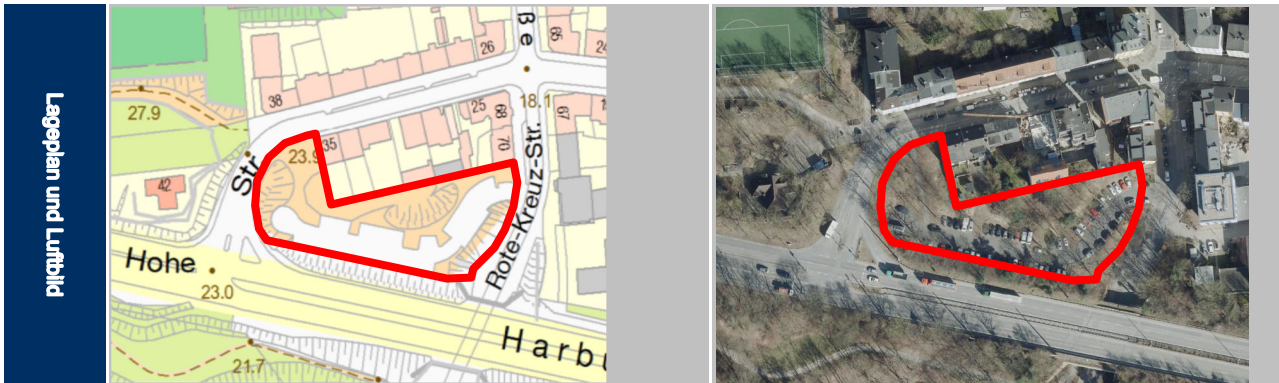 Lageplan und Luftbild
27.9
38
26
ße
65
24
25
68
18.1
67
35
23.9
70
42
Str
Rote-Kreuz-Str.
Hohe
23.0
Harbu
21.7